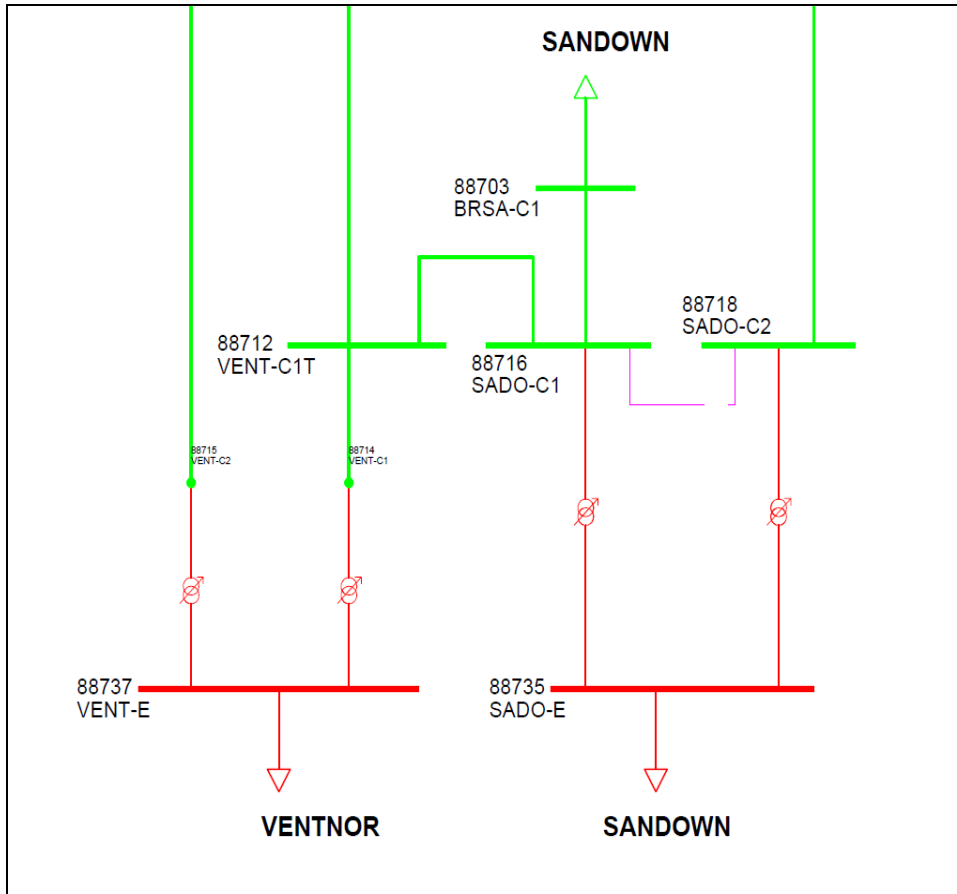 SANDOWN
88703
BRSA-C1
88718
SADO-C2
88712
VENT-C1T
88716
SADO-C1
88715
VENT-C2
88714
VENT-C1
88737
VENT-E
88735
SADO-E
VENTNOR
SANDOWN